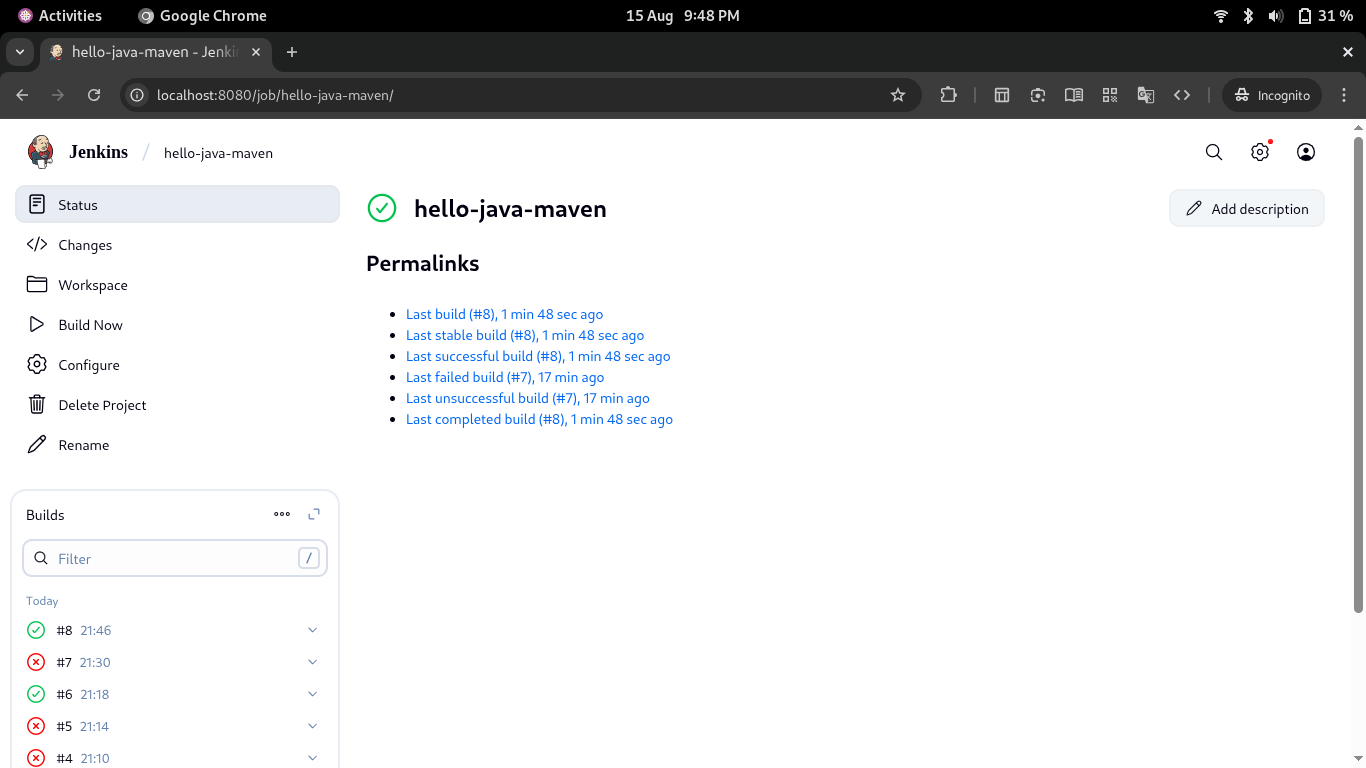 Activities Google Chrome 15 Aug 9:48 PM 31 %
hello-java-maven - Jenki
localhost:8080/job/hello-java-maven/ Incognito
Jenkins / hello-java-maven
Status
Changes
Workspace
Build Now
Configure
Delete Project
Rename
hello-java-maven
Add description
Permalinks
Last build (#8), 1 min 48 sec ago
Last stable build (#8), 1 min 48 sec ago
Last successful build (#8), 1 min 48 sec ago
Last failed build (#7), 17 min ago
Last unsuccessful build (#7), 17 min ago
Last completed build (#8), 1 min 48 sec ago
Builds
Filter /
Today
#8 21:46
#7 21:30
#6 21:18
#5 21:14
#4 21:10